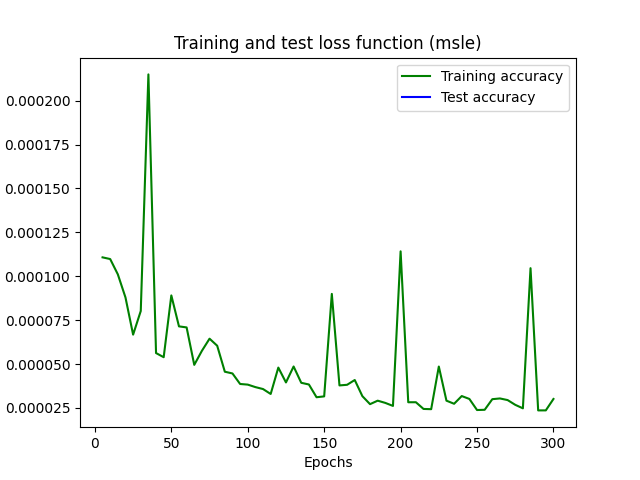 Training and test loss function (msle)
Training accuracy
Test accuracy
0.000200
0.000175
0.000150
0.000125
0.000100
0.000075
0.000050
0.000025
0 50 100 150 200 250 300
Epochs